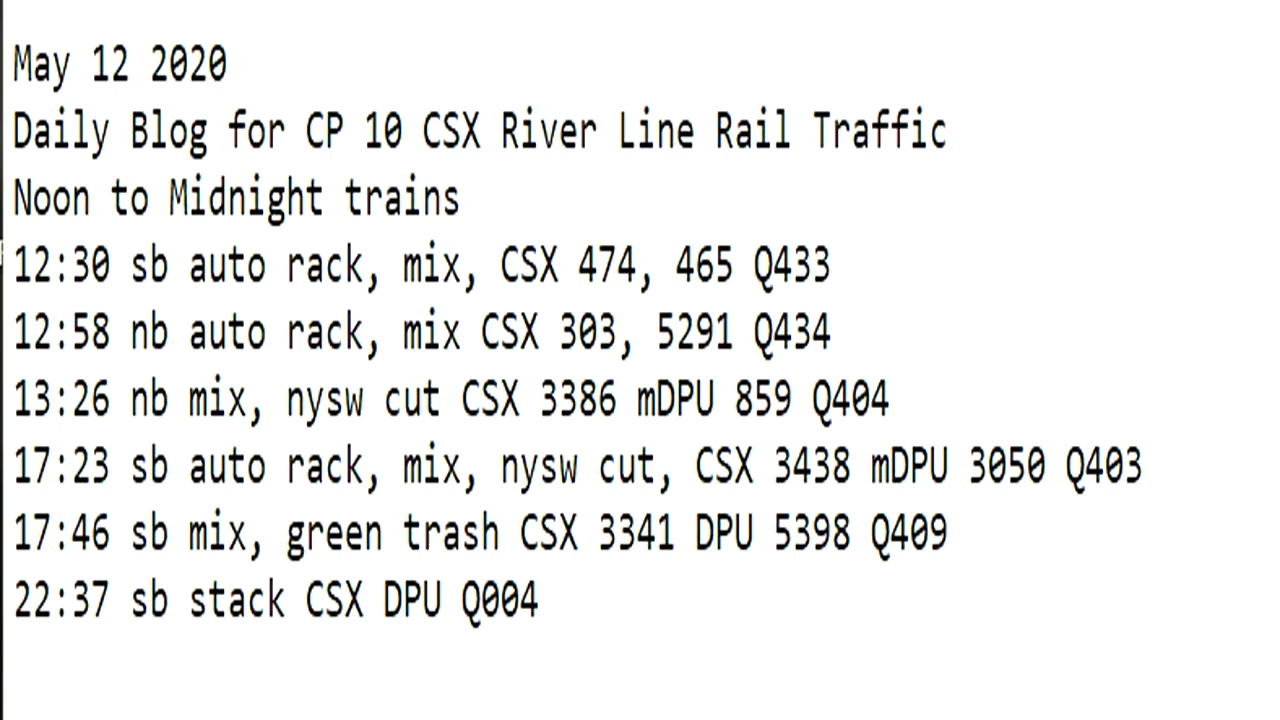 May 12 2020
Daily Blog for CP 10 CSX River Line Rail Traffic
Noon to Midnight trains
12:30 sb auto rack, mix, CSX 474, 465 Q433
12:58 nb auto rack, mix CSX 303, 5291 Q434
13:26 nb mix, nysw cut CSX 3386 mDPU 859 Q404
17:23 sb auto rack, mix, nysw cut, CSX 3438 mDPU 3050 Q403
17:46 sb mix, green trash CSX 3341 DPU 5398 Q409
22:37 sb stack CSX DPU Q004